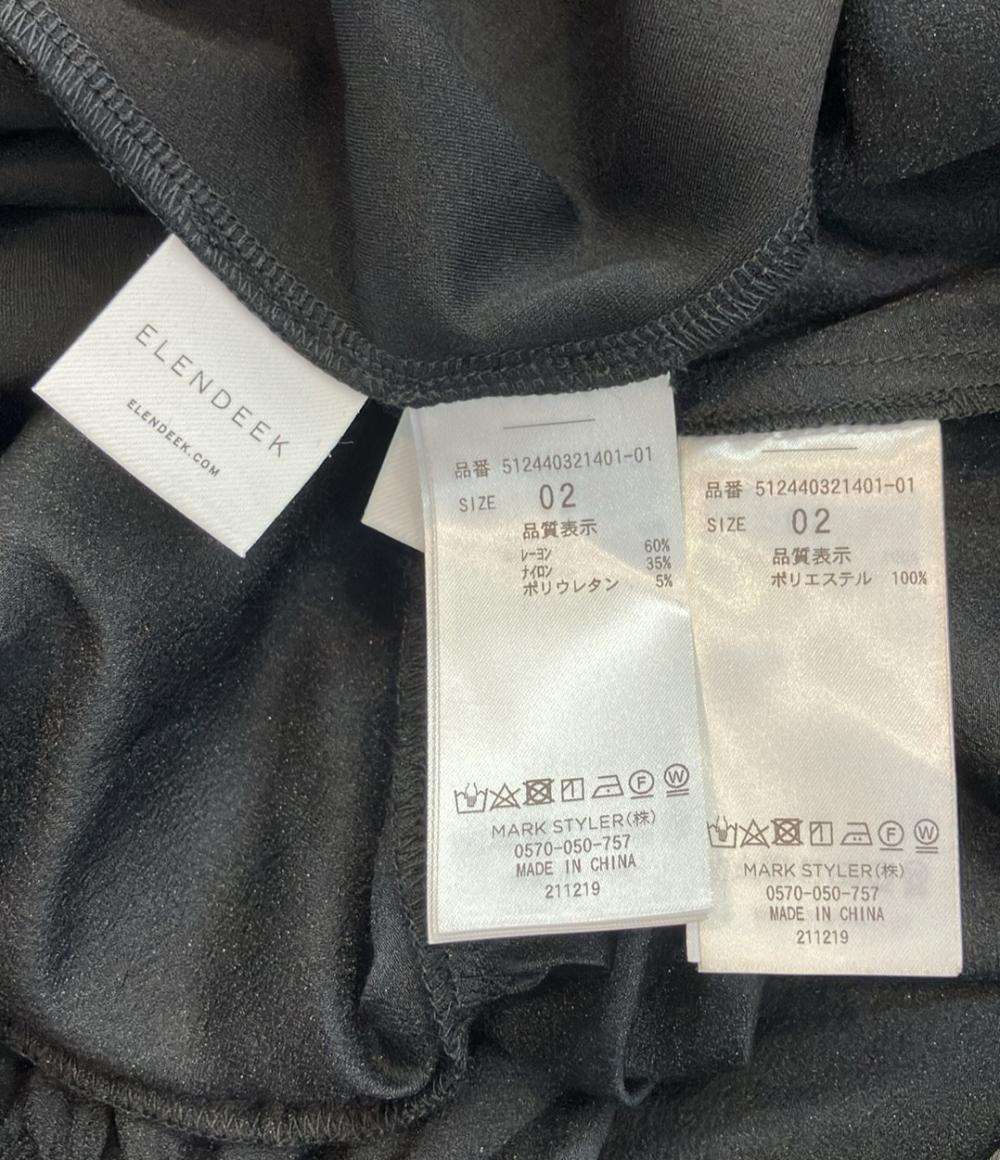 ELENDEEK
ELENDEEK.COM
品番 512440321401-01
SIZE 02
品質表示
レーヨン 60%
ナイロン 35%
ポリウレタン 5%
F W
MARK STYLER(株)
0570-050-757
MADE IN CHINA
211219
品番 512440321401-01
SIZE 02
品質表示
ポリエステル 100%
F W
MARK STYLER(株)
0570-050-757
MADE IN CHINA
211219